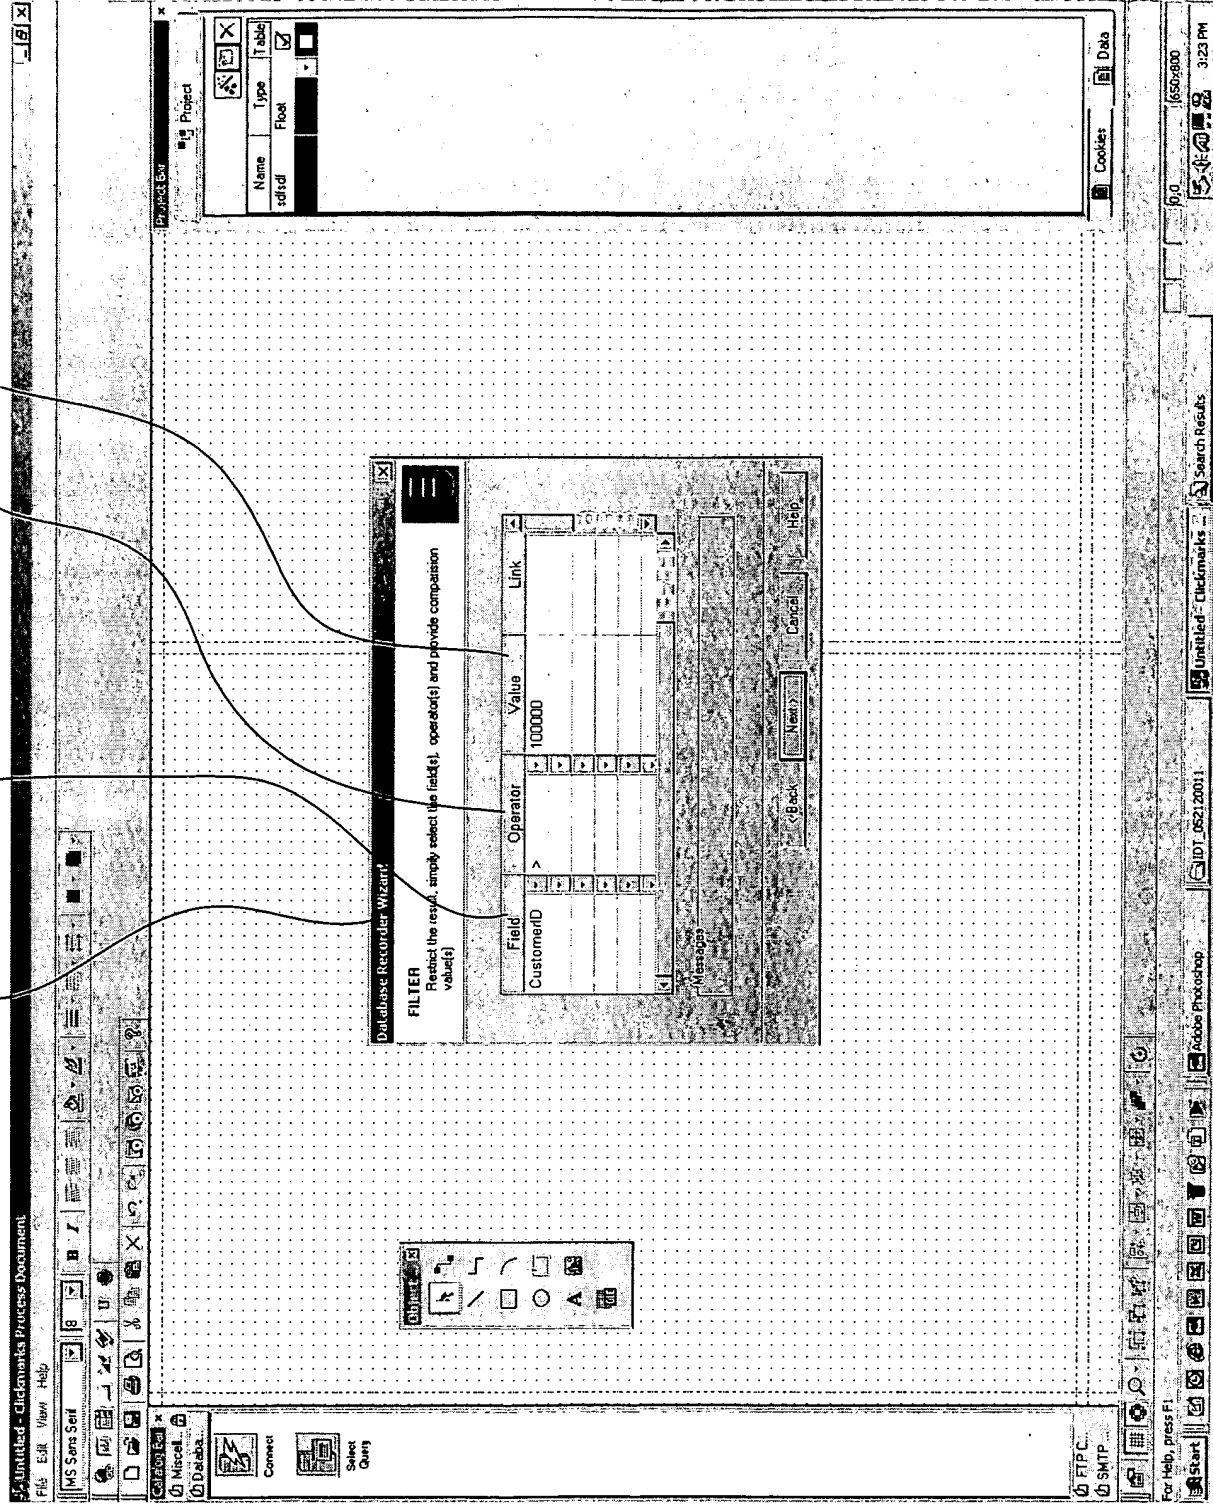 Untitled - Clickmarks Process Document
File Edit View Help
MS Sans Serif 8 B I
U
Catalog Bar
Miscel...
Databa...
Connect
Select
Query
FTP C...
SMTP
Database Recorder Wizard
FILTER
Restrict the result, simply select the field(s), operator(s) and provide comparision
value(s)
Field Operator Value Link
CustomerID > 100000
Messages
<Back Next> Cancel Help
Project Bar
Project
Name Type Table
sdfsdf Float
Cookies Data
For Help, press F1
0,0 650x800
Start Adobe Photoshop IDT_052120011 Untitled - Clickmarks ... Search Results 3:23 PM